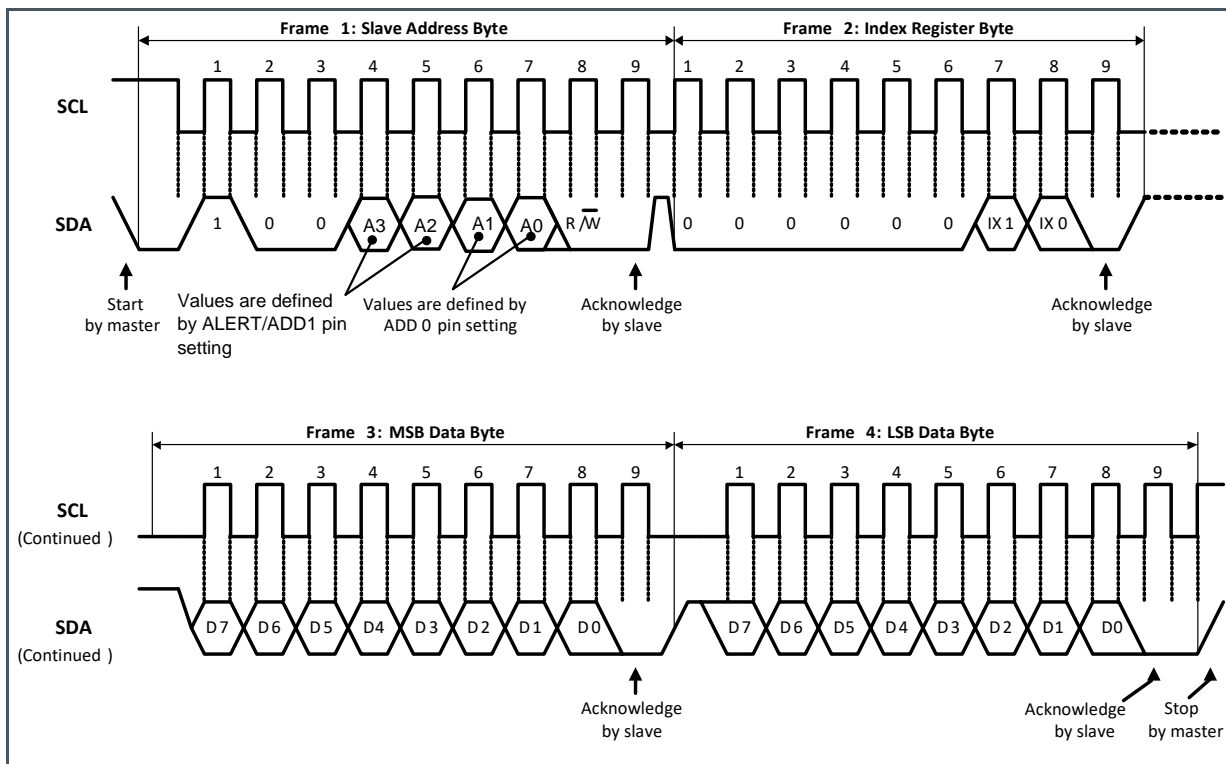 Frame 1: Slave Address Byte Frame 2: Index Register Byte
1 2 3 4 5 6 7 8 9 1 2 3 4 5 6 7 8 9
SCL
SDA 1 0 0 A3 A2 A1 A0 R /W 0 0 0 0 0 0 IX 1 IX 0
Start
by master
Values are defined
by ALERT/ADD1 pin
setting
Values are defined by
ADD 0 pin setting
Acknowledge
by slave
Acknowledge
by slave
Frame 3: MSB Data Byte Frame 4: LSB Data Byte
1 2 3 4 5 6 7 8 9 1 2 3 4 5 6 7 8 9
SCL
(Continued )
SDA D7 D6 D5 D4 D3 D2 D1 D0 D7 D6 D5 D4 D3 D2 D1 D0
(Continued )
Acknowledge
by slave
Acknowledge
by slave
Stop
by master